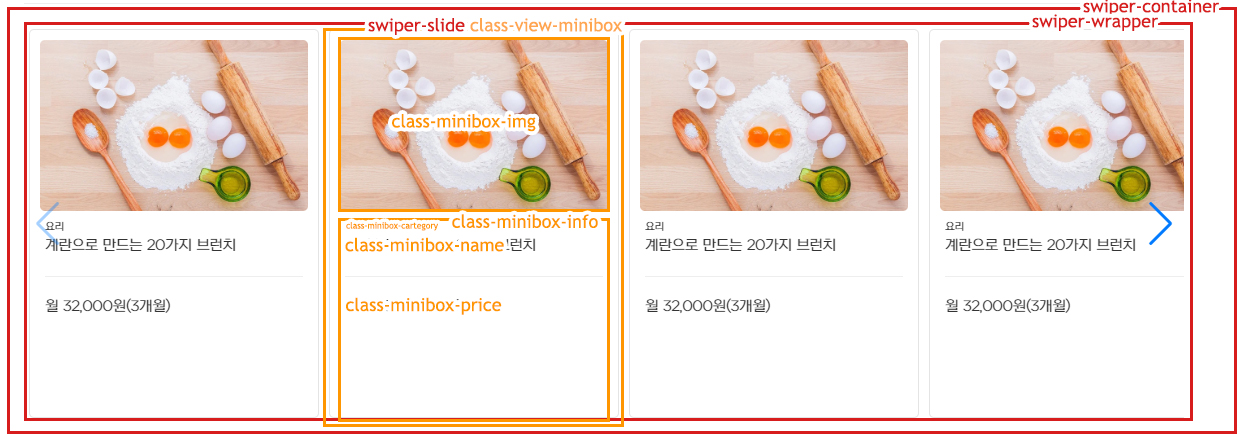 swiper-container
swiper-wrapper
swiper-slide class-view-minibox
class-minibox-img
요리
계란으로 만드는 20가지 브런치
월 32,000원(3개월)
class-minibox-info
class-minibox-cartegory
class-minibox-name 브런치
class-minibox-price
요리
계란으로 만드는 20가지 브런치
월 32,000원(3개월)
요리
계란으로 만드는 20가지 브런치
월 32,000원(3개월)